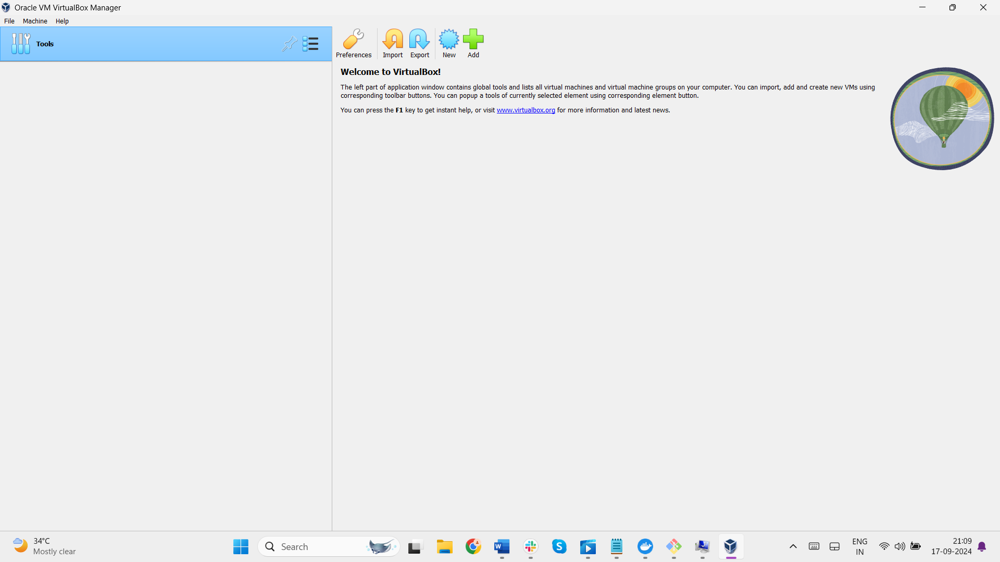 Oracle VM VirtualBox Manager
File Machine Help
Tools
Preferences Import Export New Add
Welcome to VirtualBox!
The left part of application window contains global tools and lists all virtual machines and virtual machine groups on your computer. You can import, add and create new VMs using
corresponding toolbar buttons. You can popup a tools of currently selected element using corresponding element button.
You can press the F1 key to get instant help, or visit www.virtualbox.org for more information and latest news.
34°C
Mostly clear
Search
W
S
ENG
IN
21:09
17-09-2024